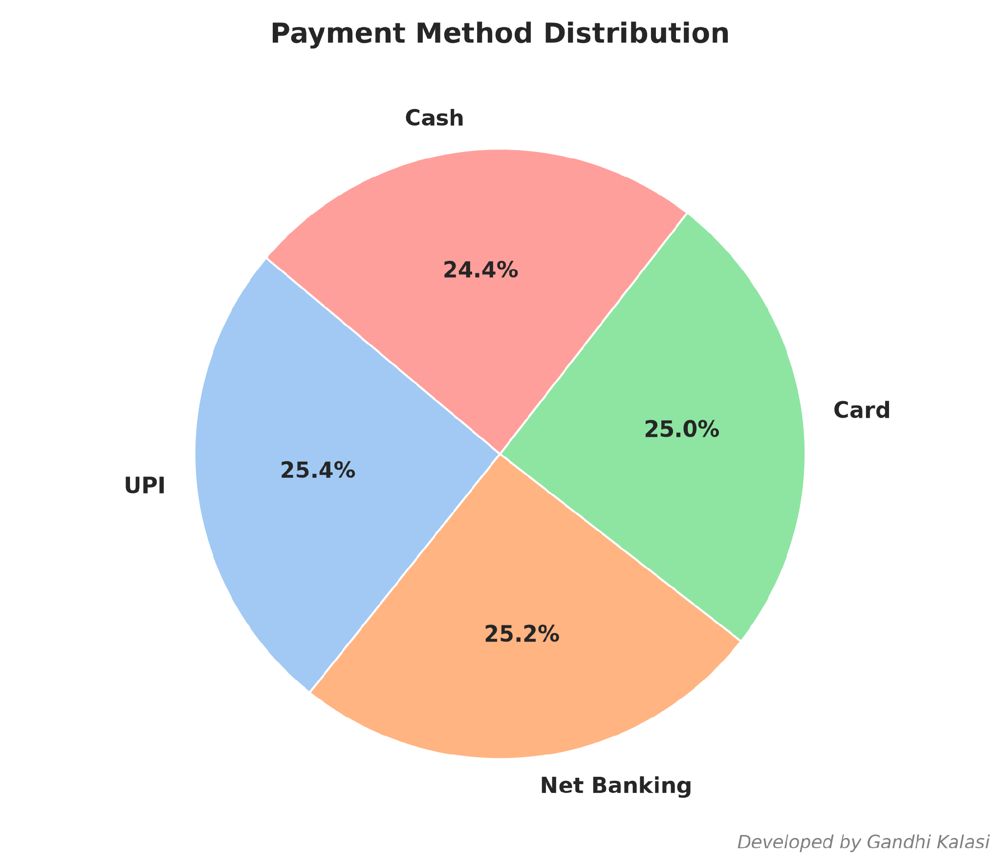 Payment Method Distribution
Cash
24.4%
Card
25.0%
25.4%
UPI
25.2%
Net Banking
Developed by Gandhi Kalasi